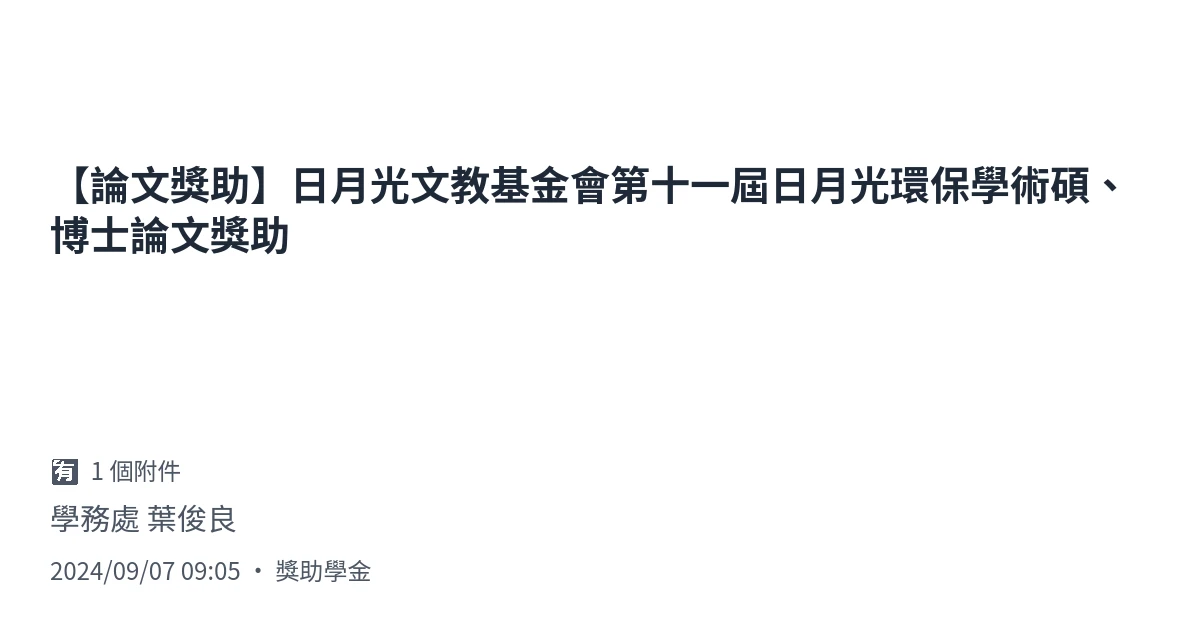 【論文獎助】日月光文教基金會第十一屆日月光環保學術碩、
博士論文獎助
🈶 1 個附件
學務處 葉俊良
2024/09/07 09:05 • 獎助學金